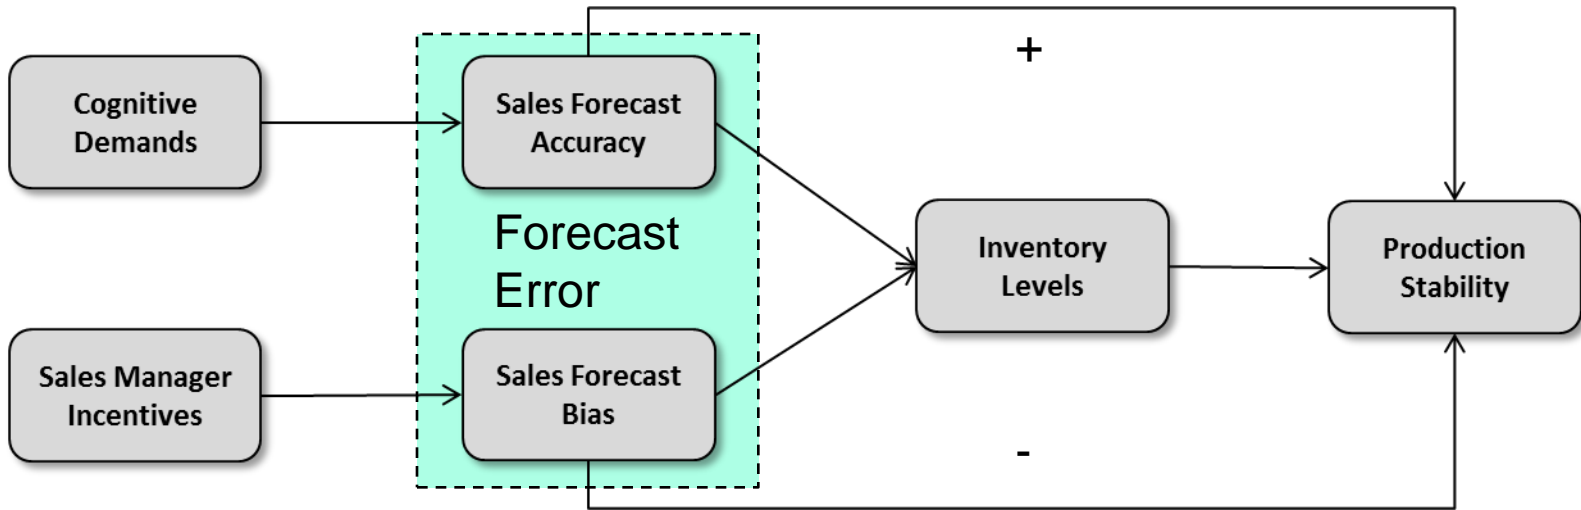 Cognitive
Demands
Sales Forecast
Accuracy
+
Forecast
Error
Inventory
Levels
Production
Stability
Sales Manager
Incentives
Sales Forecast
Bias
-